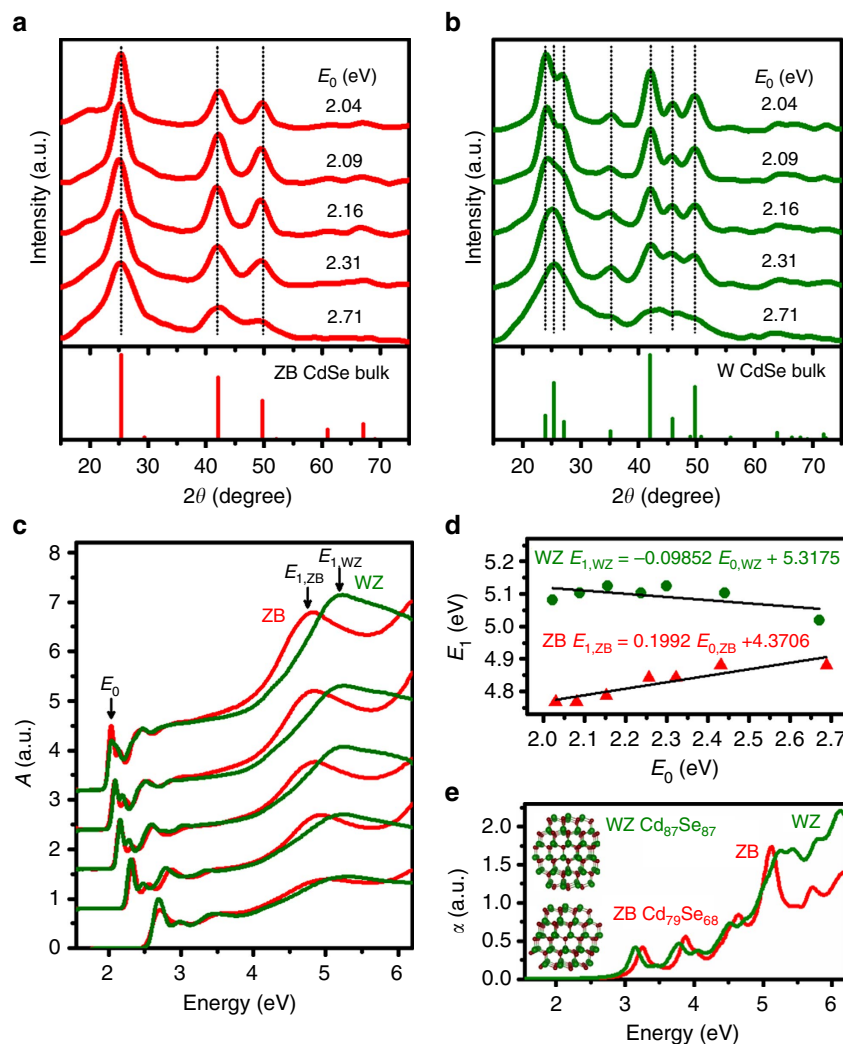 a
E0 (eV)
2.04
2.09
2.16
2.31
2.71
Intensity (a.u.)
ZB CdSe bulk
20 30 40 50 60 70
2θ (degree)
b
E0 (eV)
2.04
2.09
2.16
2.31
2.71
Intensity (a.u.)
W CdSe bulk
20 30 40 50 60 70
2θ (degree)
c
8
7
6
5
4
3
2
1
0
A (a.u.)
E1,WZ
E1,ZB
WZ
ZB
E0
2 3 4 5 6
Energy (eV)
d
5.2
5.1
5.0
4.9
4.8
E1 (eV)
WZ E1,WZ = −0.09852 E0,WZ + 5.3175
ZB E1,ZB = 0.1992 E0,ZB +4.3706
2.0 2.1 2.2 2.3 2.4 2.5 2.6 2.7
E0 (eV)
e
2.0
1.5
1.0
0.5
0.0
α (a.u.)
WZ Cd87Se87
WZ
ZB
ZB Cd79Se68
2 3 4 5 6
Energy (eV)